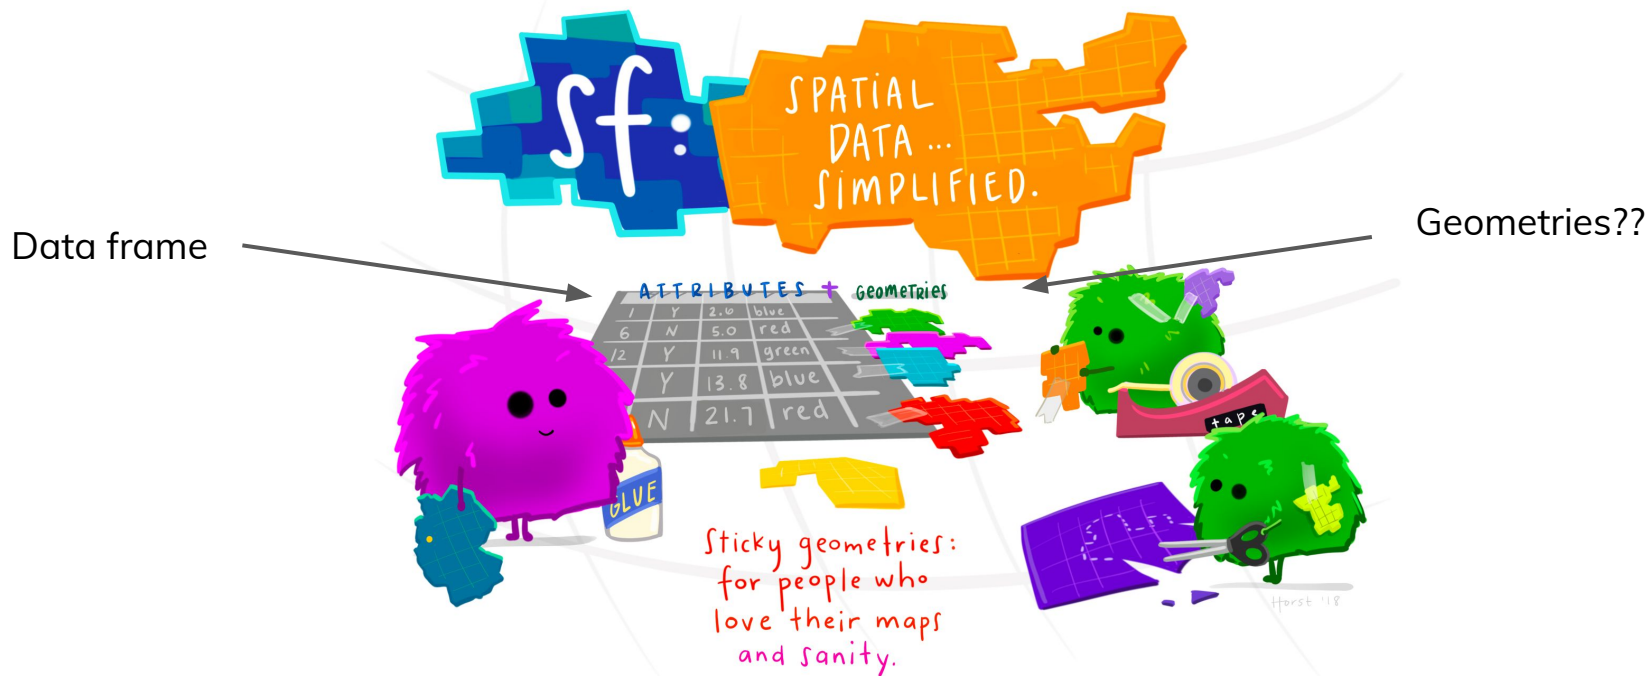 sf:
SPATIAL
DATA ...
SIMPLIFIED.
Data frame
Geometries??
ATTRIBUTES + GEOMETRIES
1 Y 2.6 blue
6 N 5.0 red
12 Y 11.9 green
Y 13.8 blue
N 21.7 red
tape
GLUE
Sticky geometries:
for people who
love their maps
and sanity.
Horst '18